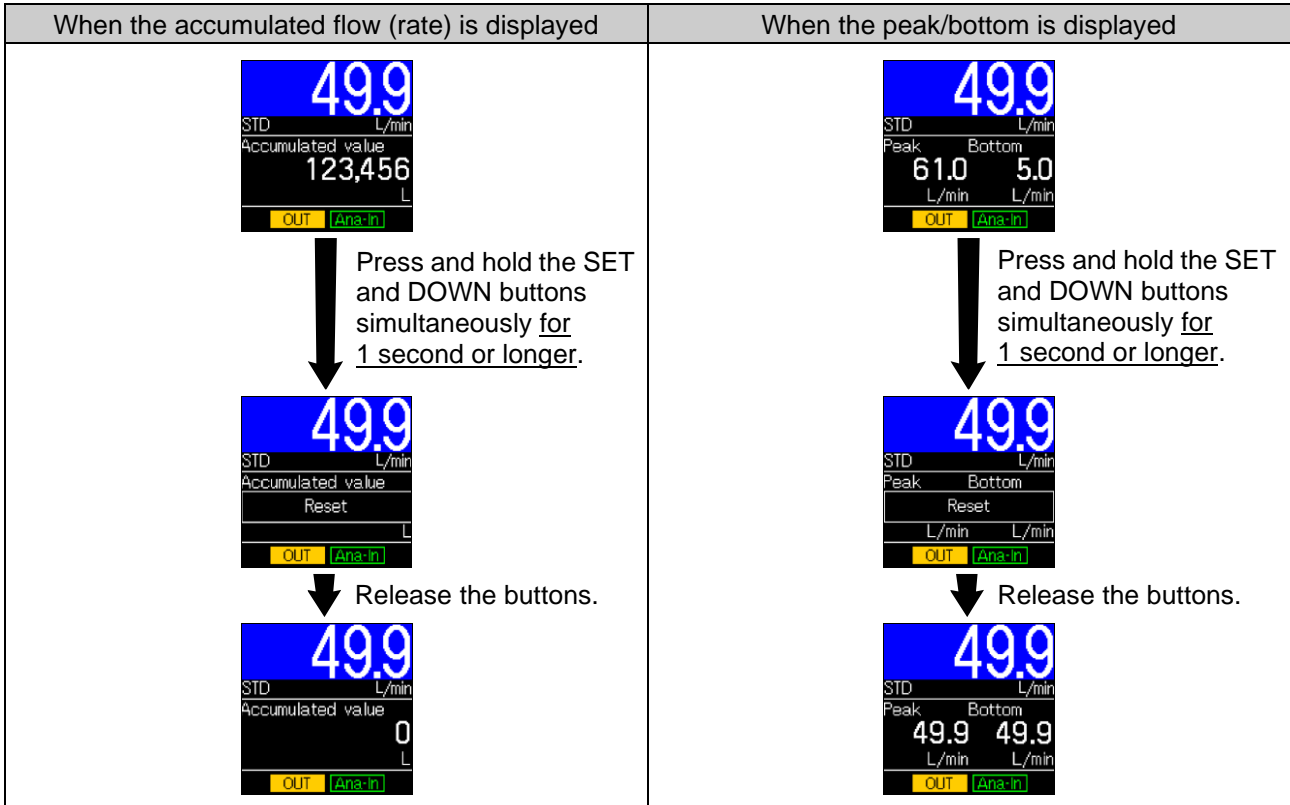 When the accumulated flow (rate) is displayed
49.9
STD L/min
Accumulated value
123,456
L
OUT Ana-In
Press and hold the SET
and DOWN buttons
simultaneously for
1 second or longer.
49.9
STD L/min
Accumulated value
Reset
L
OUT Ana-In
Release the buttons.
49.9
STD L/min
Accumulated value
0
L
OUT Ana-In
When the peak/bottom is displayed
49.9
STD L/min
Peak Bottom
61.0 5.0
L/min L/min
OUT Ana-In
Press and hold the SET
and DOWN buttons
simultaneously for
1 second or longer.
49.9
STD L/min
Peak Bottom
Reset
L/min L/min
OUT Ana-In
Release the buttons.
49.9
STD L/min
Peak Bottom
49.9 49.9
L/min L/min
OUT Ana-In